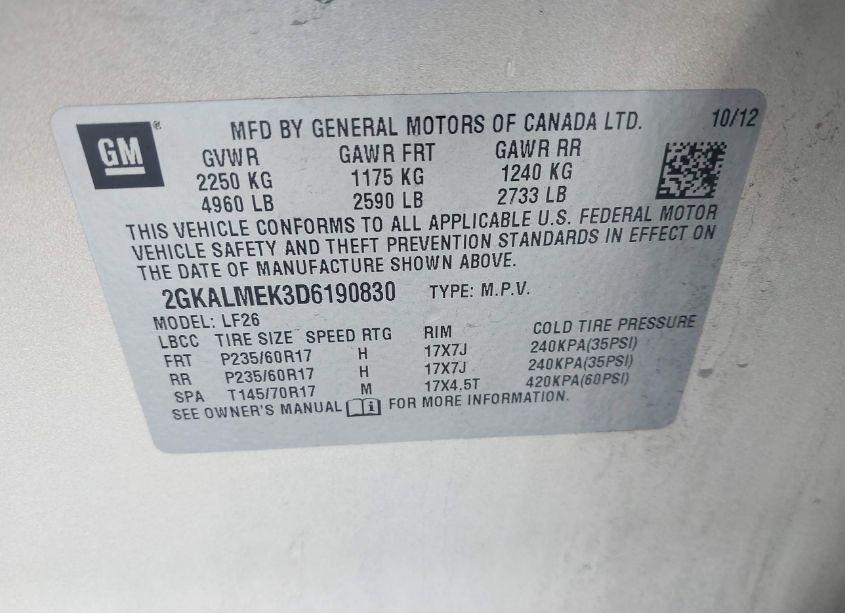 GM® MFD BY GENERAL MOTORS OF CANADA LTD. 10/12
GVWR GAWR FRT GAWR RR
2250 KG 1175 KG 1240 KG
4960 LB 2590 LB 2733 LB
THIS VEHICLE CONFORMS TO ALL APPLICABLE U.S. FEDERAL MOTOR
VEHICLE SAFETY AND THEFT PREVENTION STANDARDS IN EFFECT ON
THE DATE OF MANUFACTURE SHOWN ABOVE.
2GKALMEK3D6190830 TYPE: M.P.V.
MODEL: LF26
LBCC TIRE SIZE SPEED RTG RIM COLD TIRE PRESSURE
FRT P235/60R17 H 17X7J 240KPA(35PSI)
RR P235/60R17 H 17X7J 240KPA(35PSI)
SPA T145/70R17 M 17X4.5T 420KPA(60PSI)
SEE OWNER'S MANUAL i FOR MORE INFORMATION.